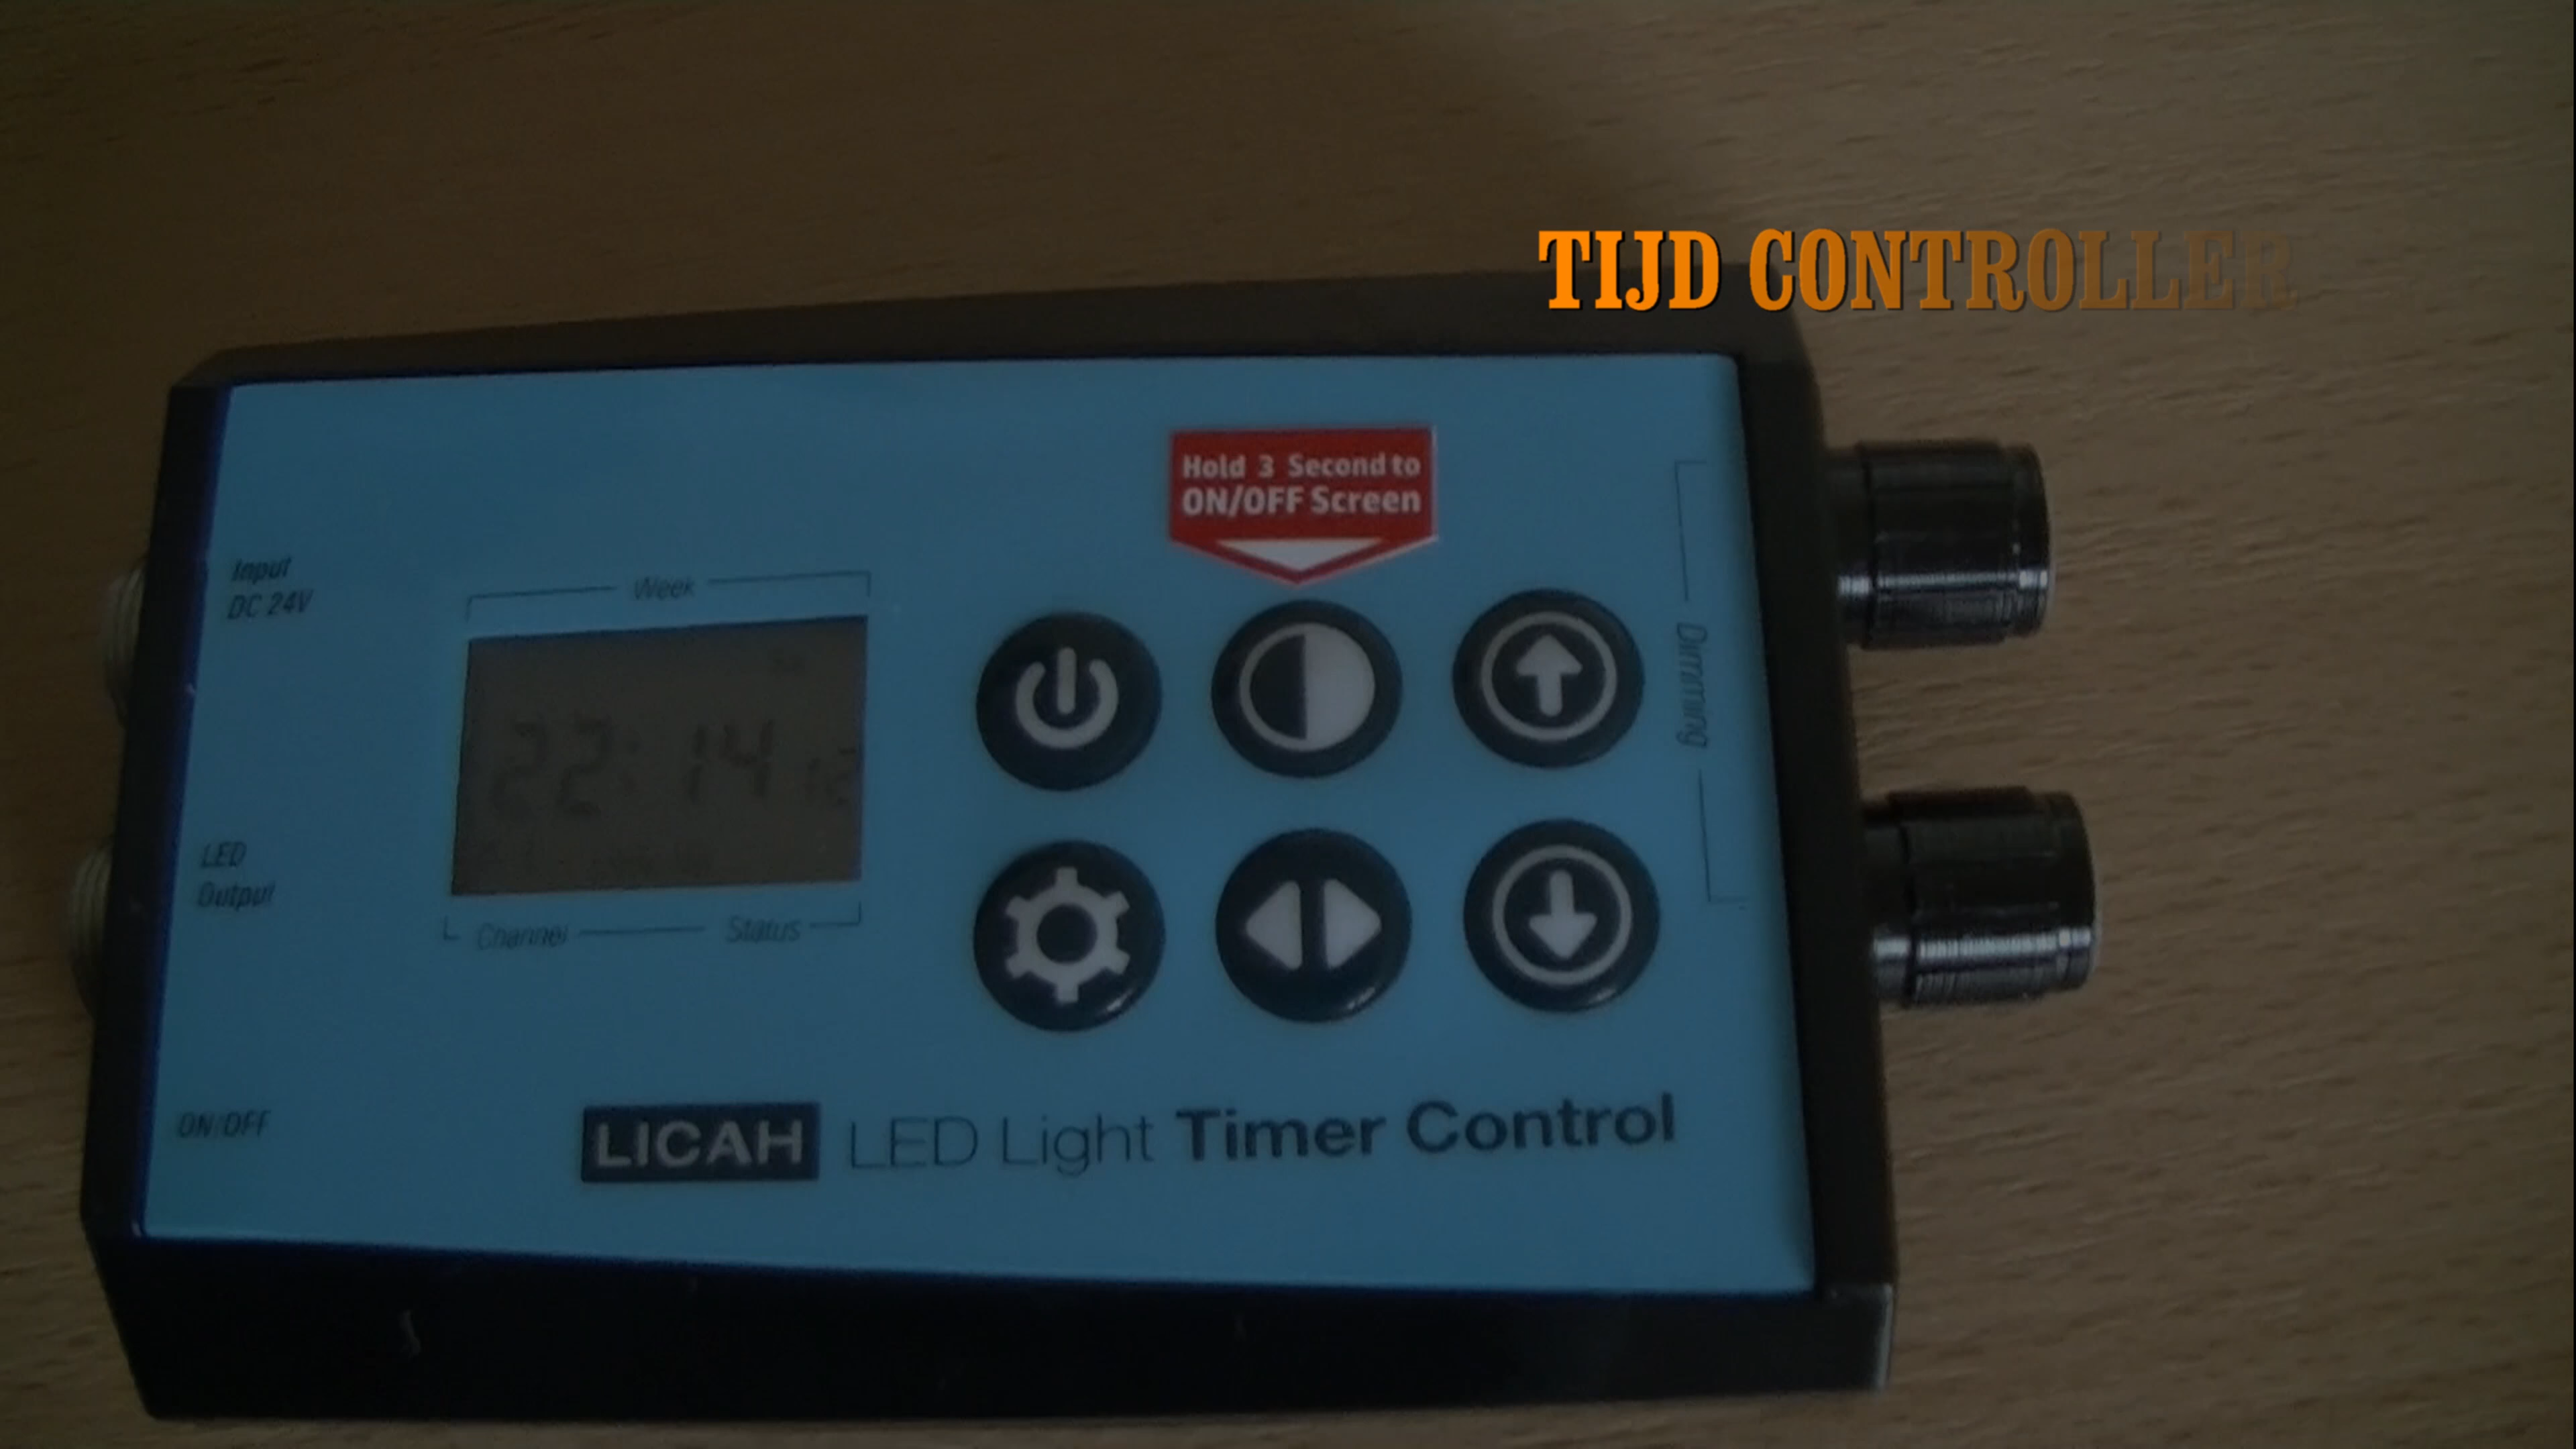 TIJD CONTROLLER
Hold 3 Second to
ON/OFF Screen
Input
DC 24V
Week
22:14
Dimming
LED
Output
Channel
Status
ON/OFF
LICAH LED Light Timer Control